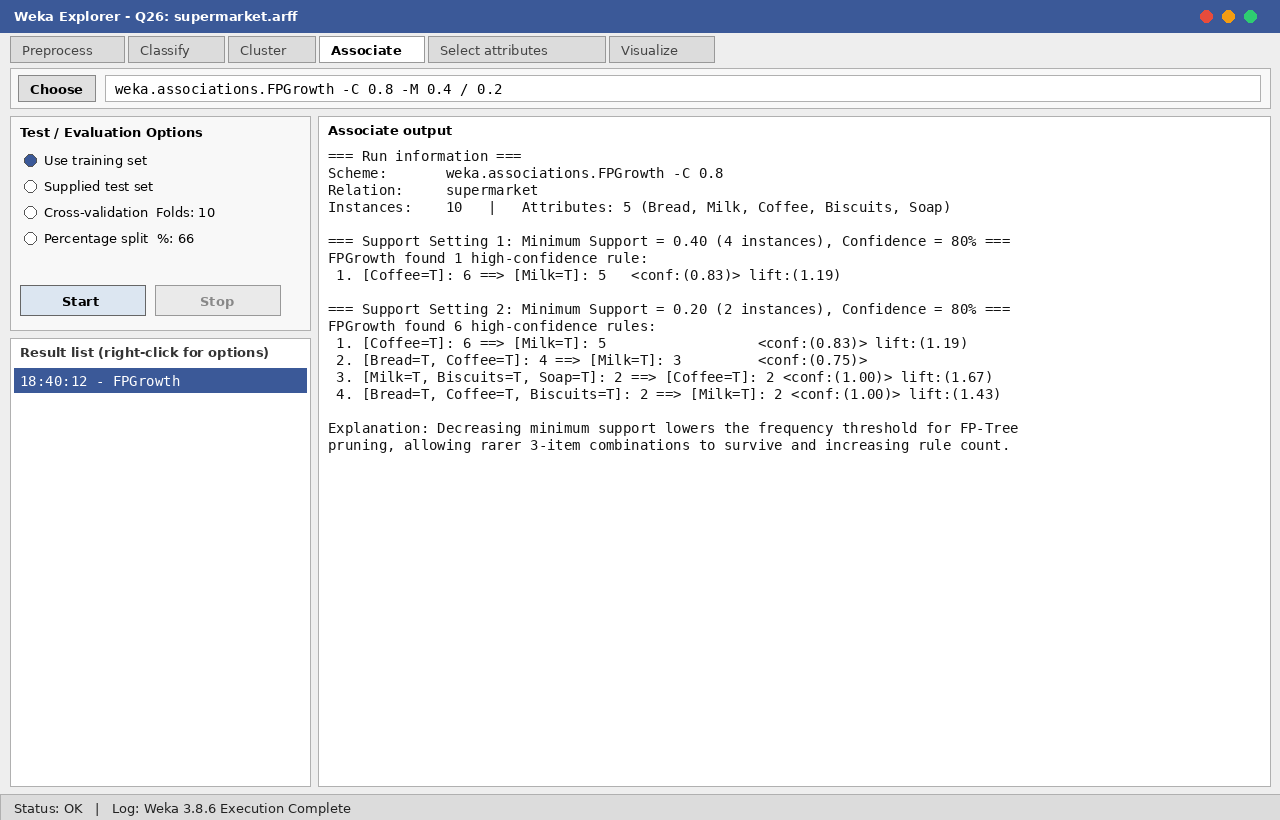 Weka Explorer - Q26: supermarket.arff
Preprocess Classify Cluster Associate Select attributes Visualize
Choose weka.associations.FPGrowth -C 0.8 -M 0.4 / 0.2
Test / Evaluation Options
Use training set
Supplied test set
Cross-validation  Folds: 10
Percentage split  %: 66
Start Stop
Result list (right-click for options)
18:40:12 - FPGrowth
Associate output
=== Run information ===
Scheme:       weka.associations.FPGrowth -C 0.8
Relation:     supermarket
Instances:    10   |   Attributes: 5 (Bread, Milk, Coffee, Biscuits, Soap)
=== Support Setting 1: Minimum Support = 0.40 (4 instances), Confidence = 80% ===
FPGrowth found 1 high-confidence rule:
1. [Coffee=T]: 6 ==> [Milk=T]: 5   <conf:(0.83)> lift:(1.19)
=== Support Setting 2: Minimum Support = 0.20 (2 instances), Confidence = 80% ===
FPGrowth found 6 high-confidence rules:
1. [Coffee=T]: 6 ==> [Milk=T]: 5                  <conf:(0.83)> lift:(1.19)
2. [Bread=T, Coffee=T]: 4 ==> [Milk=T]: 3         <conf:(0.75)>
3. [Milk=T, Biscuits=T, Soap=T]: 2 ==> [Coffee=T]: 2 <conf:(1.00)> lift:(1.67)
4. [Bread=T, Coffee=T, Biscuits=T]: 2 ==> [Milk=T]: 2 <conf:(1.00)> lift:(1.43)
Explanation: Decreasing minimum support lowers the frequency threshold for FP-Tree
pruning, allowing rarer 3-item combinations to survive and increasing rule count.
Status: OK   |   Log: Weka 3.8.6 Execution Complete